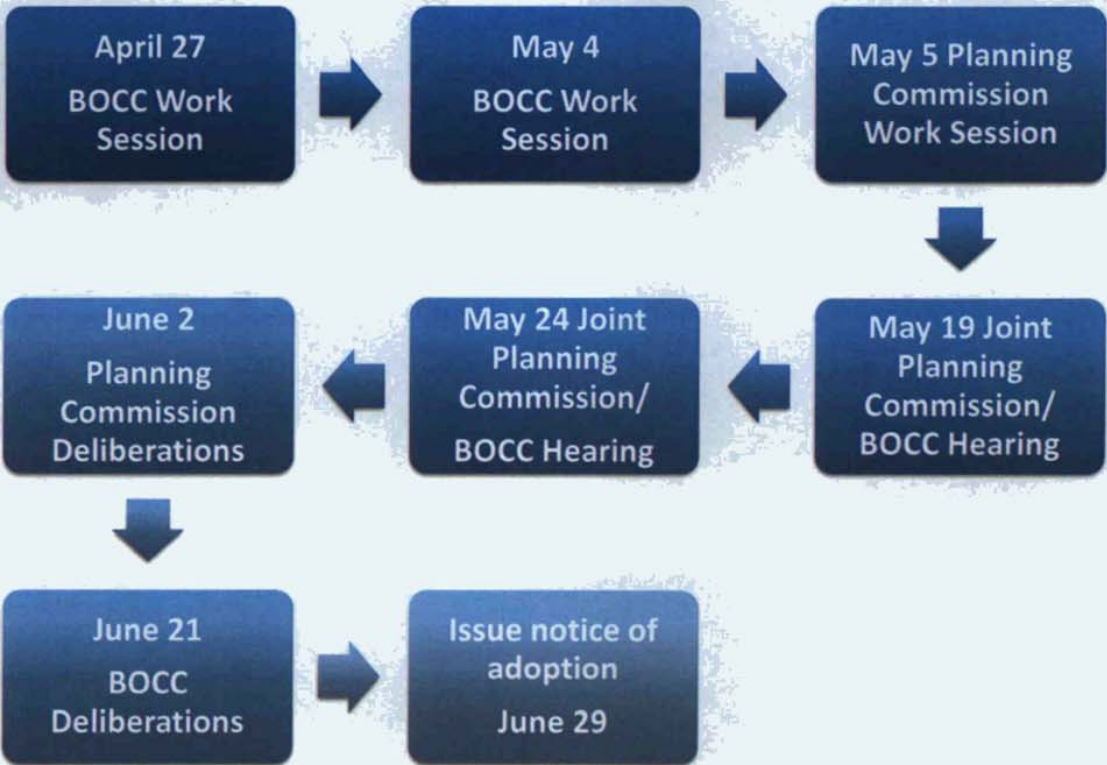 April 27
BOCC Work
Session
May 4
BOCC Work
Session
May 5 Planning
Commission
Work Session
May 19 Joint
Planning
Commission/
BOCC Hearing
May 24 Joint
Planning
Commission/
BOCC Hearing
June 2
Planning
Commission
Deliberations
June 21
BOCC
Deliberations
Issue notice of
adoption
June 29